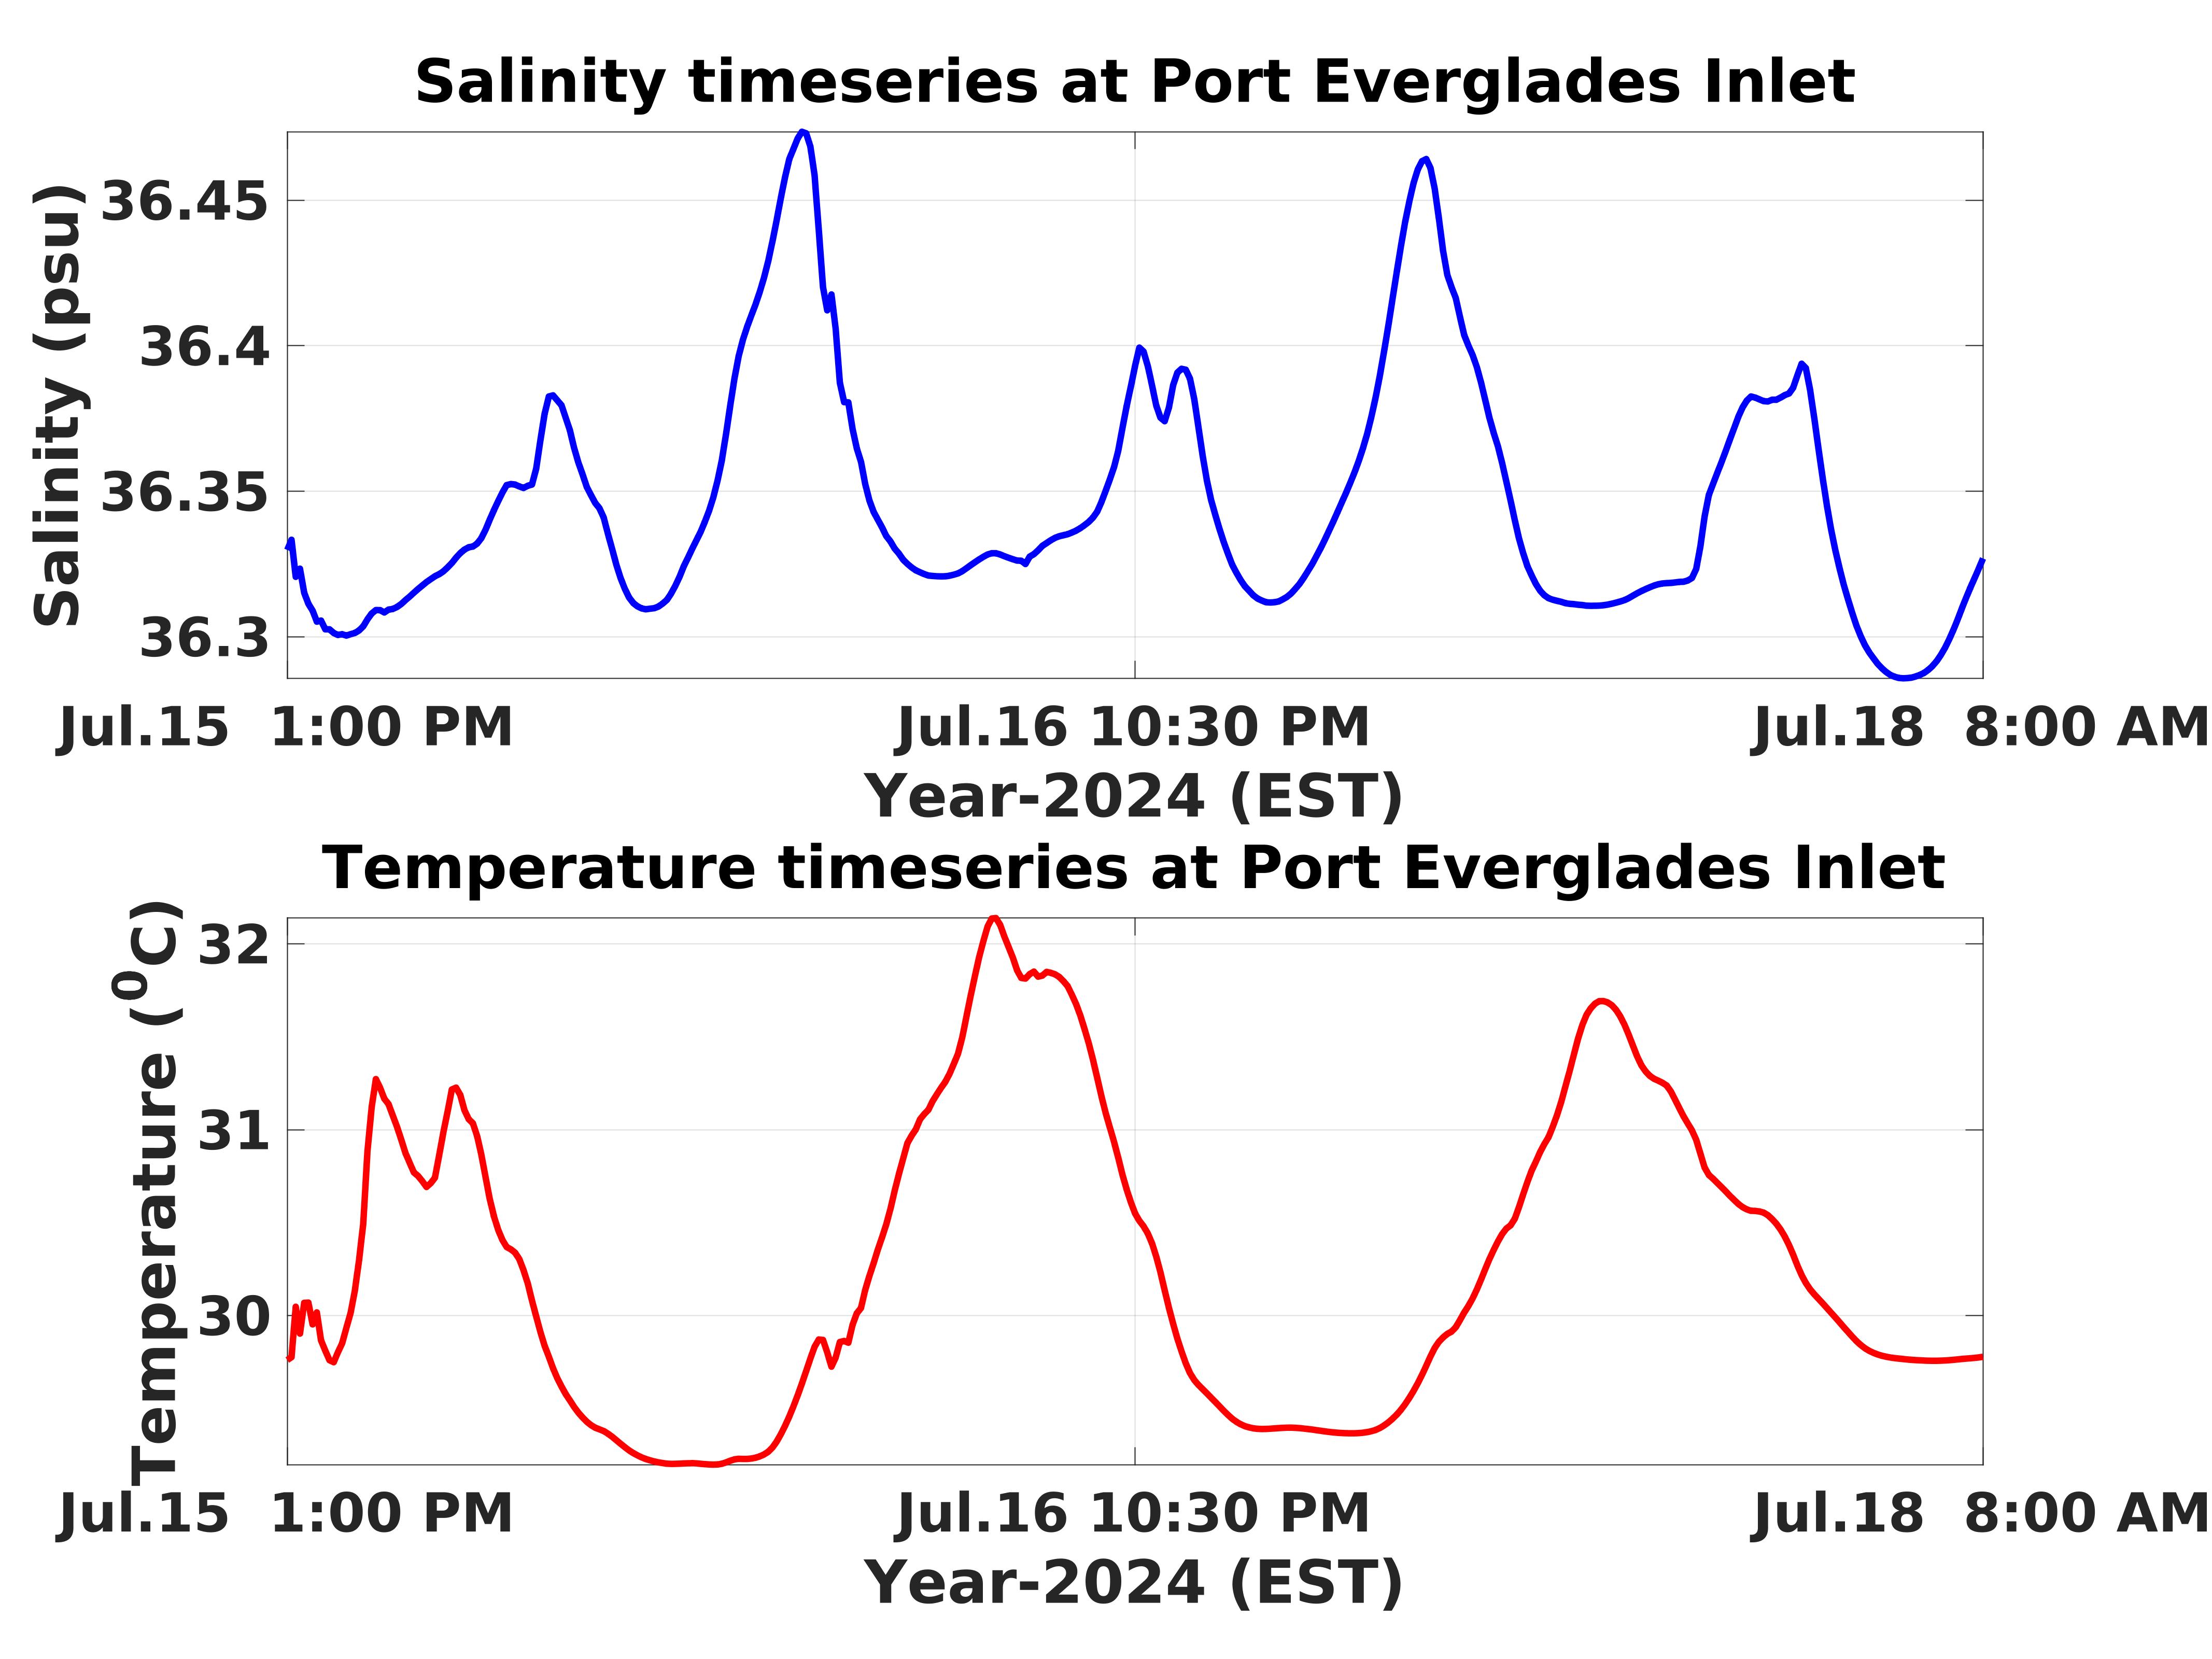 Salinity timeseries at Port Everglades Inlet
Salinity (psu)
36.45
36.4
36.35
36.3
Jul.15  1:00 PM
Jul.16 10:30 PM
Jul.18  8:00 AM
Year-2024 (EST)
Temperature timeseries at Port Everglades Inlet
Temperature (⁰C)
32
31
30
Jul.15  1:00 PM
Jul.16 10:30 PM
Jul.18  8:00 AM
Year-2024 (EST)